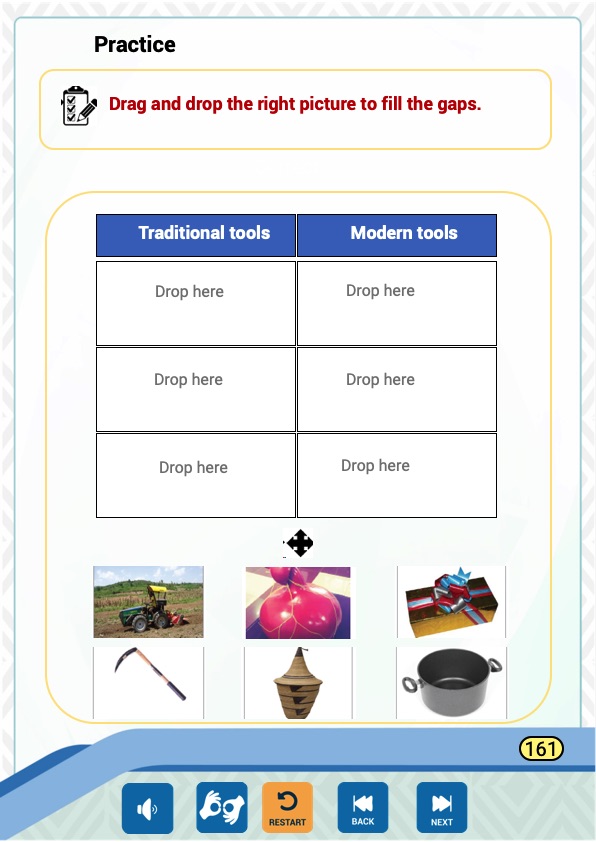 Practice
Drag and drop the right picture to fill the gaps.
Traditional tools Modern tools
Drop here Drop here
Drop here Drop here
Drop here Drop here
161
RESTART BACK NEXT